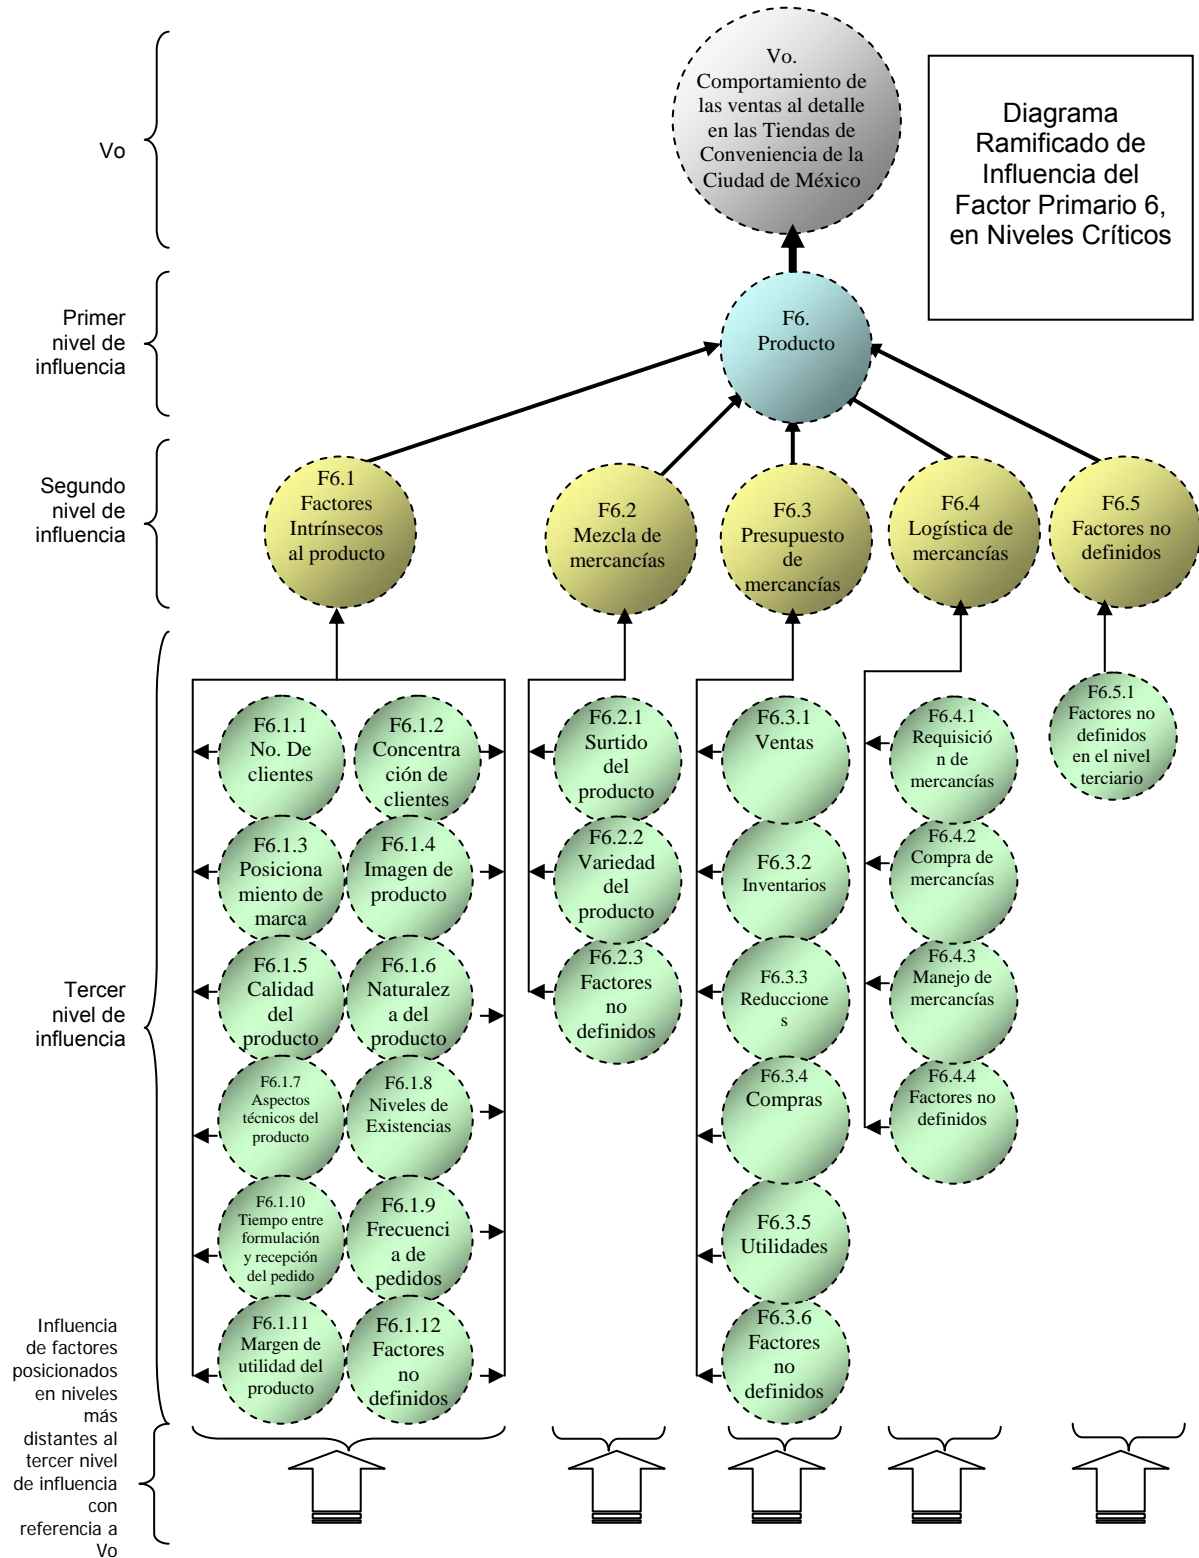 Vo.
Comportamiento de
las ventas al detalle
en las Tiendas de
Conveniencia de la
Ciudad de México
Diagrama
Ramificado de
Influencia del
Factor Primario 6,
en Niveles Críticos
Vo
Primer
nivel de
influencia
F6.
Producto
Segundo
nivel de
influencia
F6.1
Factores
Intrínsecos
al producto
F6.2
Mezcla de
mercancías
F6.3
Presupuesto
de
mercancías
F6.4
Logística de
mercancías
F6.5
Factores no
definidos
Tercer
nivel de
influencia
F6.1.1
No. De
clientes
F6.1.2
Concentra
ción de
clientes
F6.1.3
Posiciona
miento de
marca
F6.1.4
Imagen de
producto
F6.1.5
Calidad
del
producto
F6.1.6
Naturalez
a del
producto
F6.1.7
Aspectos
técnicos del
producto
F6.1.8
Niveles de
Existencias
F6.1.10
Tiempo entre
formulación
y recepción
del pedido
F6.1.9
Frecuenci
a de
pedidos
F6.1.11
Margen de
utilidad del
producto
F6.1.12
Factores
no
definidos
F6.2.1
Surtido
del
producto
F6.2.2
Variedad
del
producto
F6.2.3
Factores
no
definidos
F6.3.1
Ventas
F6.3.2
Inventarios
F6.3.3
Reduccione
s
F6.3.4
Compras
F6.3.5
Utilidades
F6.3.6
Factores
no
definidos
F6.4.1
Requisició
n de
mercancías
F6.4.2
Compra de
mercancías
F6.4.3
Manejo de
mercancías
F6.4.4
Factores no
definidos
F6.5.1
Factores no
definidos
en el nivel
terciario
Influencia
de factores
posicionados
en niveles
más
distantes al
tercer nivel
de influencia
con
referencia a
Vo